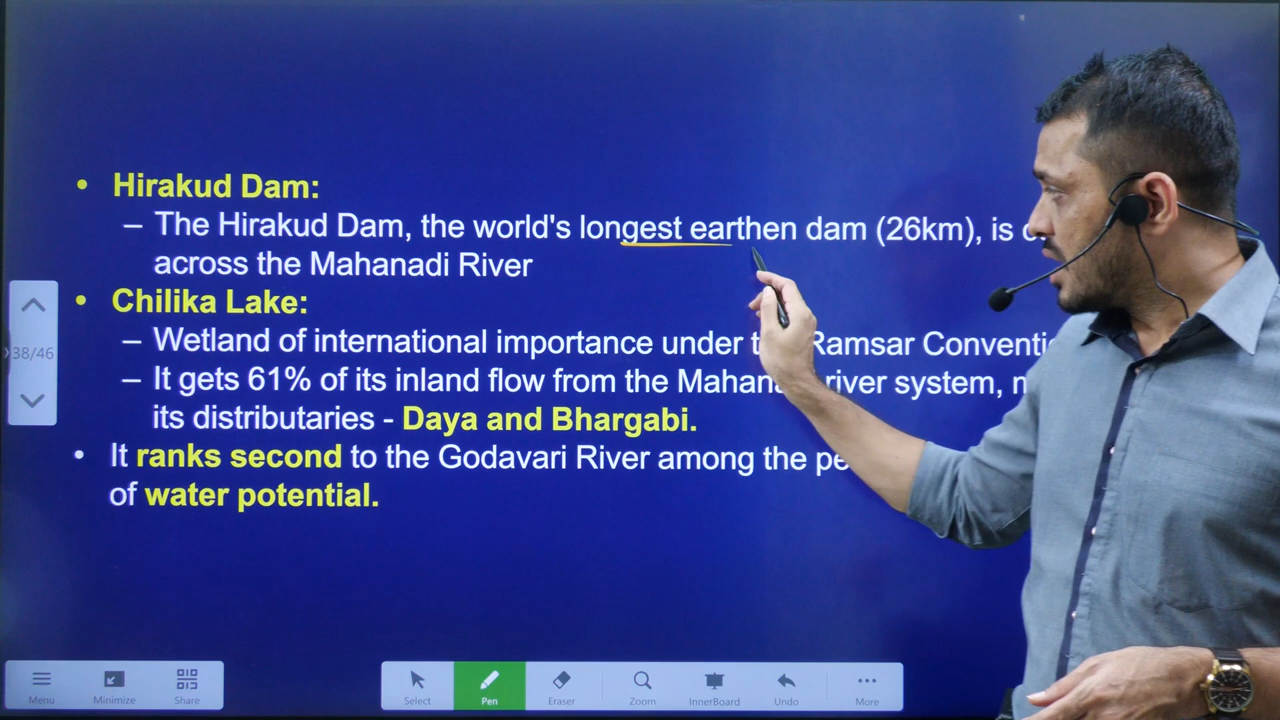 • Hirakud Dam:
– The Hirakud Dam, the world's longest earthen dam (26km), is
across the Mahanadi River
• Chilika Lake:
– Wetland of international importance under Ramsar
– It gets 61% of its inland flow from the river system,
its distributaries - Daya and Bhargabi.
• It ranks second to the Godavari River among the
of water potential.
38/46
Menu Minimize Share Select Pen Eraser Zoom InnerBoard Undo More